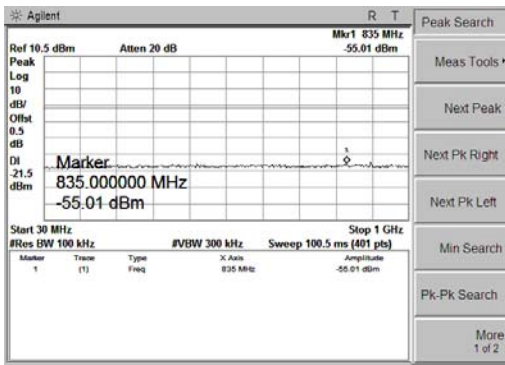 Agilent R T
Mkr1 835 MHz
Ref 10.5 dBm Atten 20 dB -55.01 dBm
Peak
Log
10
dB/
Offst
0.5
dB
DI
-21.5
dBm
Marker
835.000000 MHz
-55.01 dBm
Start 30 MHz Stop 1 GHz
#Res BW 100 kHz #VBW 300 kHz Sweep 100.5 ms (401 pts)
Marker Trace Type X Axis Amplitude
1 (1) Freq 835 MHz -55.01 dBm
Peak Search
Meas Tools
Next Peak
Next Pk Right
Next Pk Left
Min Search
Pk-Pk Search
More
1 of 2